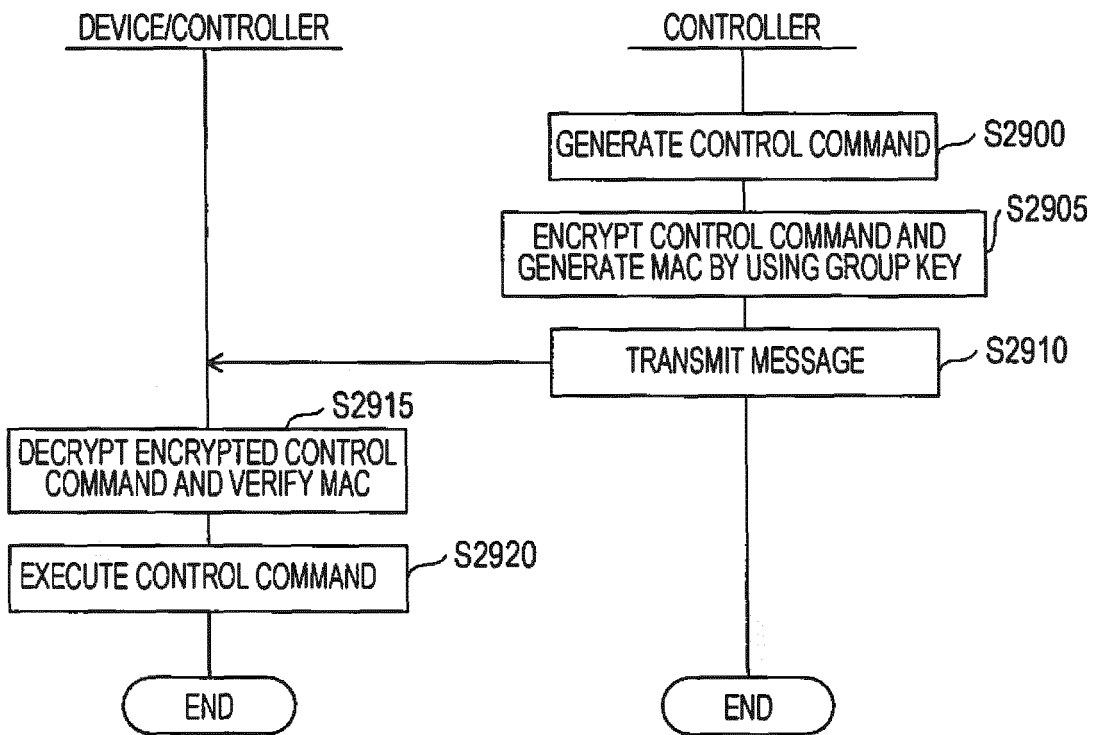 DEVICE/CONTROLLER
CONTROLLER
GENERATE CONTROL COMMAND
S2900
S2905
ENCRYPT CONTROL COMMAND AND
GENERATE MAC BY USING GROUP KEY
TRANSMIT MESSAGE
S2910
S2915
DECRYPT ENCRYPTED CONTROL
COMMAND AND VERIFY MAC
EXECUTE CONTROL COMMAND
S2920
END
END